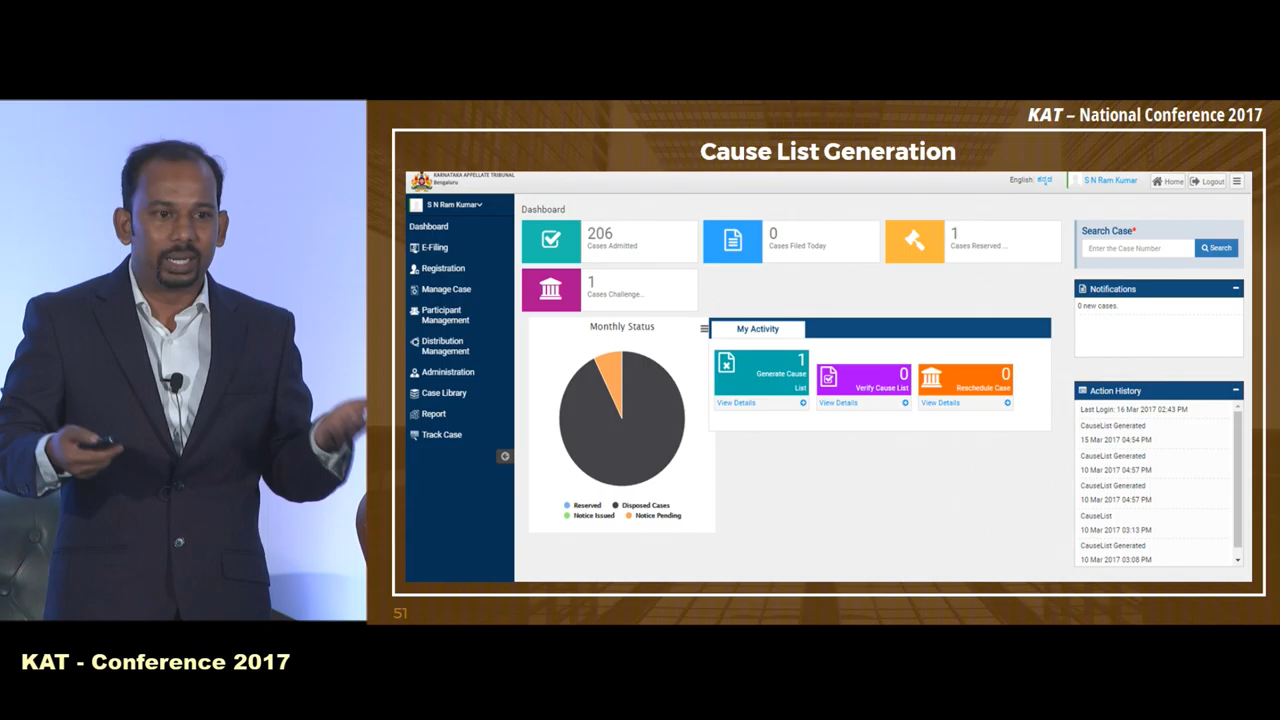 KAT – National Conference 2017
Cause List Generation
KARNATAKA APPELLATE TRIBUNAL
Bengaluru
English: ಕನ್ನಡ
S N Ram Kumar
Home
Logout
S N Ram Kumar
Dashboard
E-Filing
Registration
Manage Case
Participant
Management
Distribution
Management
Administration
Case Library
Report
Track Case
Dashboard
206
Cases Admitted
0
Cases Filed Today
1
Cases Reserved ...
1
Cases Challenge...
Monthly Status
Reserved
Disposed Cases
Notice Issued
Notice Pending
My Activity
1
Generate Cause
List
View Details
0
Verify Cause List
View Details
0
Reschedule Case
View Details
Search Case*
Enter the Case Number
Search
Notifications
0 new cases.
Action History
Last Login: 16 Mar 2017 02:43 PM
CauseList Generated
15 Mar 2017 04:54 PM
CauseList Generated
10 Mar 2017 04:57 PM
CauseList Generated
10 Mar 2017 04:57 PM
CauseList
10 Mar 2017 03:13 PM
CauseList Generated
10 Mar 2017 03:08 PM
51
KAT - Conference 2017